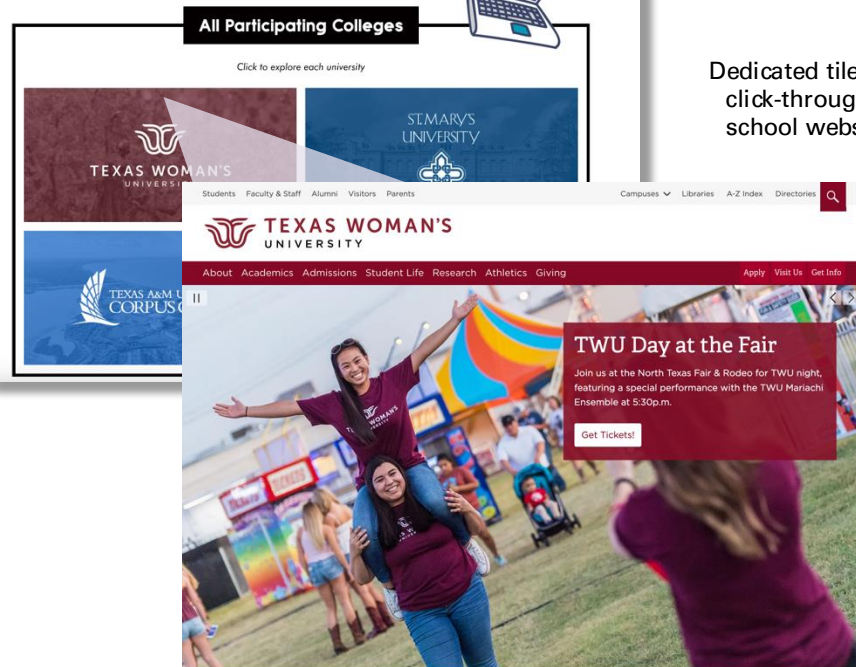 All Participating Colleges
Click to explore each university
TEXAS WOMAN'S
UNIVERSI
ST. MARY'S
UNIVERSITY
TEXAS A&M U
CORPUS C
Dedicated tile
click-throug
school webs
Students Faculty & Staff Alumni Visitors Parents
Campuses Libraries A-Z Index Directories
TEXAS WOMAN'S
UNIVERSITY
About Academics Admissions Student Life Research Athletics Giving
Apply Visit Us Get Info
TWU Day at the Fair
Join us at the North Texas Fair & Rodeo for TWU night,
featuring a special performance with the TWU Mariachi
Ensemble at 5:30p.m.
Get Tickets!
TICKETS